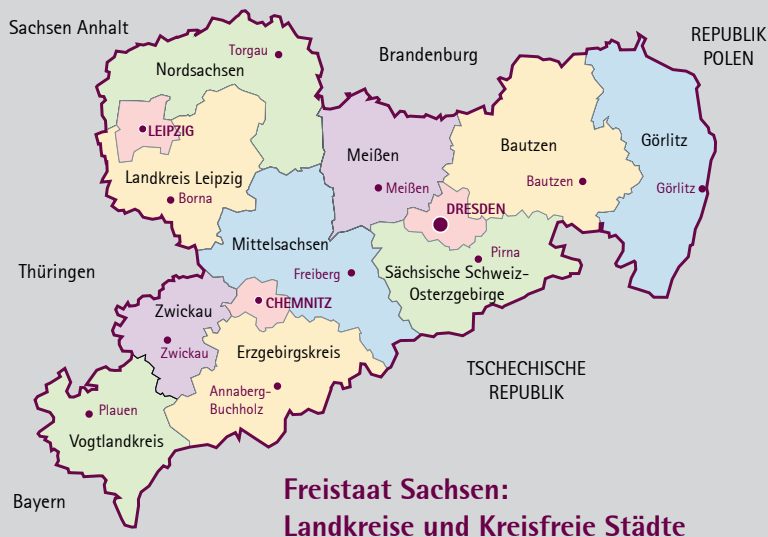 Sachsen Anhalt
Brandenburg
REPUBLIK
POLEN
Torgau
Nordsachsen
LEIPZIG
Landkreis Leipzig
Borna
Meißen
Meißen
Bautzen
Bautzen
Görlitz
Görlitz
DRESDEN
Mittelsachsen
Freiberg
Pirna
Sächsische Schweiz-
Osterzgebirge
Thüringen
CHEMNITZ
Zwickau
Zwickau
Erzgebirgskreis
Annaberg-
Buchholz
TSCHECHISCHE
REPUBLIK
Plauen
Vogtlandkreis
Bayern
Freistaat Sachsen:
Landkreise und Kreisfreie Städte